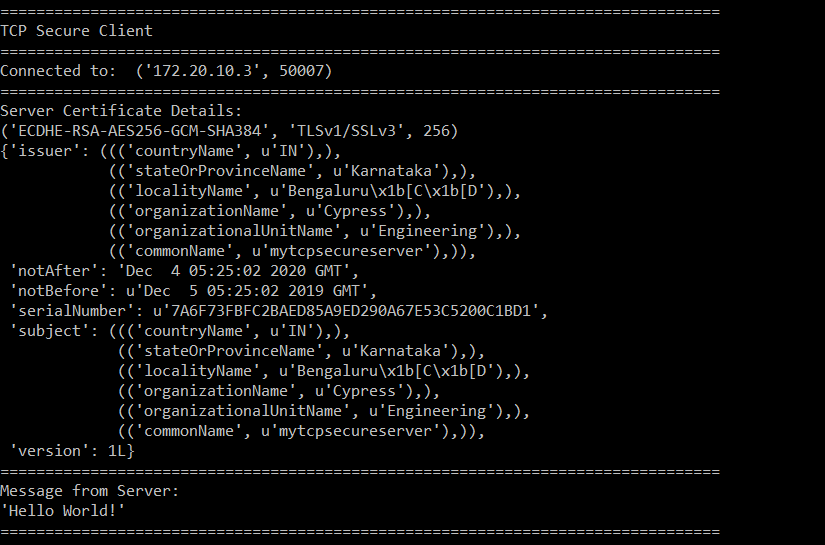 ================================================================================
TCP Secure Client
================================================================================
Connected to:  ('172.20.10.3', 50007)
================================================================================
Server Certificate Details:
('ECDHE-RSA-AES256-GCM-SHA384', 'TLSv1/SSLv3', 256)
{'issuer': ((('countryName', u'IN'),),
            (('stateOrProvinceName', u'Karnataka'),),
            (('localityName', u'Bengaluru\x1b[C\x1b[D'),),
            (('organizationName', u'Cypress'),),
            (('organizationalUnitName', u'Engineering'),),
            (('commonName', u'mytcpsecureserver'),)),
 'notAfter': 'Dec  4 05:25:02 2020 GMT',
 'notBefore': u'Dec  5 05:25:02 2019 GMT',
 'serialNumber': u'7A6F73FBFC2BAED85A9ED290A67E53C5200C1BD1',
 'subject': ((('countryName', u'IN'),),
             (('stateOrProvinceName', u'Karnataka'),),
             (('localityName', u'Bengaluru\x1b[C\x1b[D'),),
             (('organizationName', u'Cypress'),),
             (('organizationalUnitName', u'Engineering'),),
             (('commonName', u'mytcpsecureserver'),)),
 'version': 1L}
================================================================================
Message from Server:
'Hello World!'
================================================================================